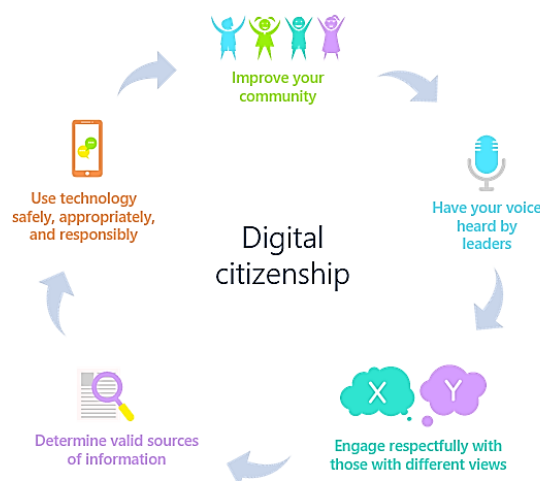 Improve your
community
Have your voice
heard by
leaders
X
Y
Engage respectfully with
those with different views
Determine valid sources
of information
Use technology
safely, appropriately,
and responsibly
Digital
citizenship